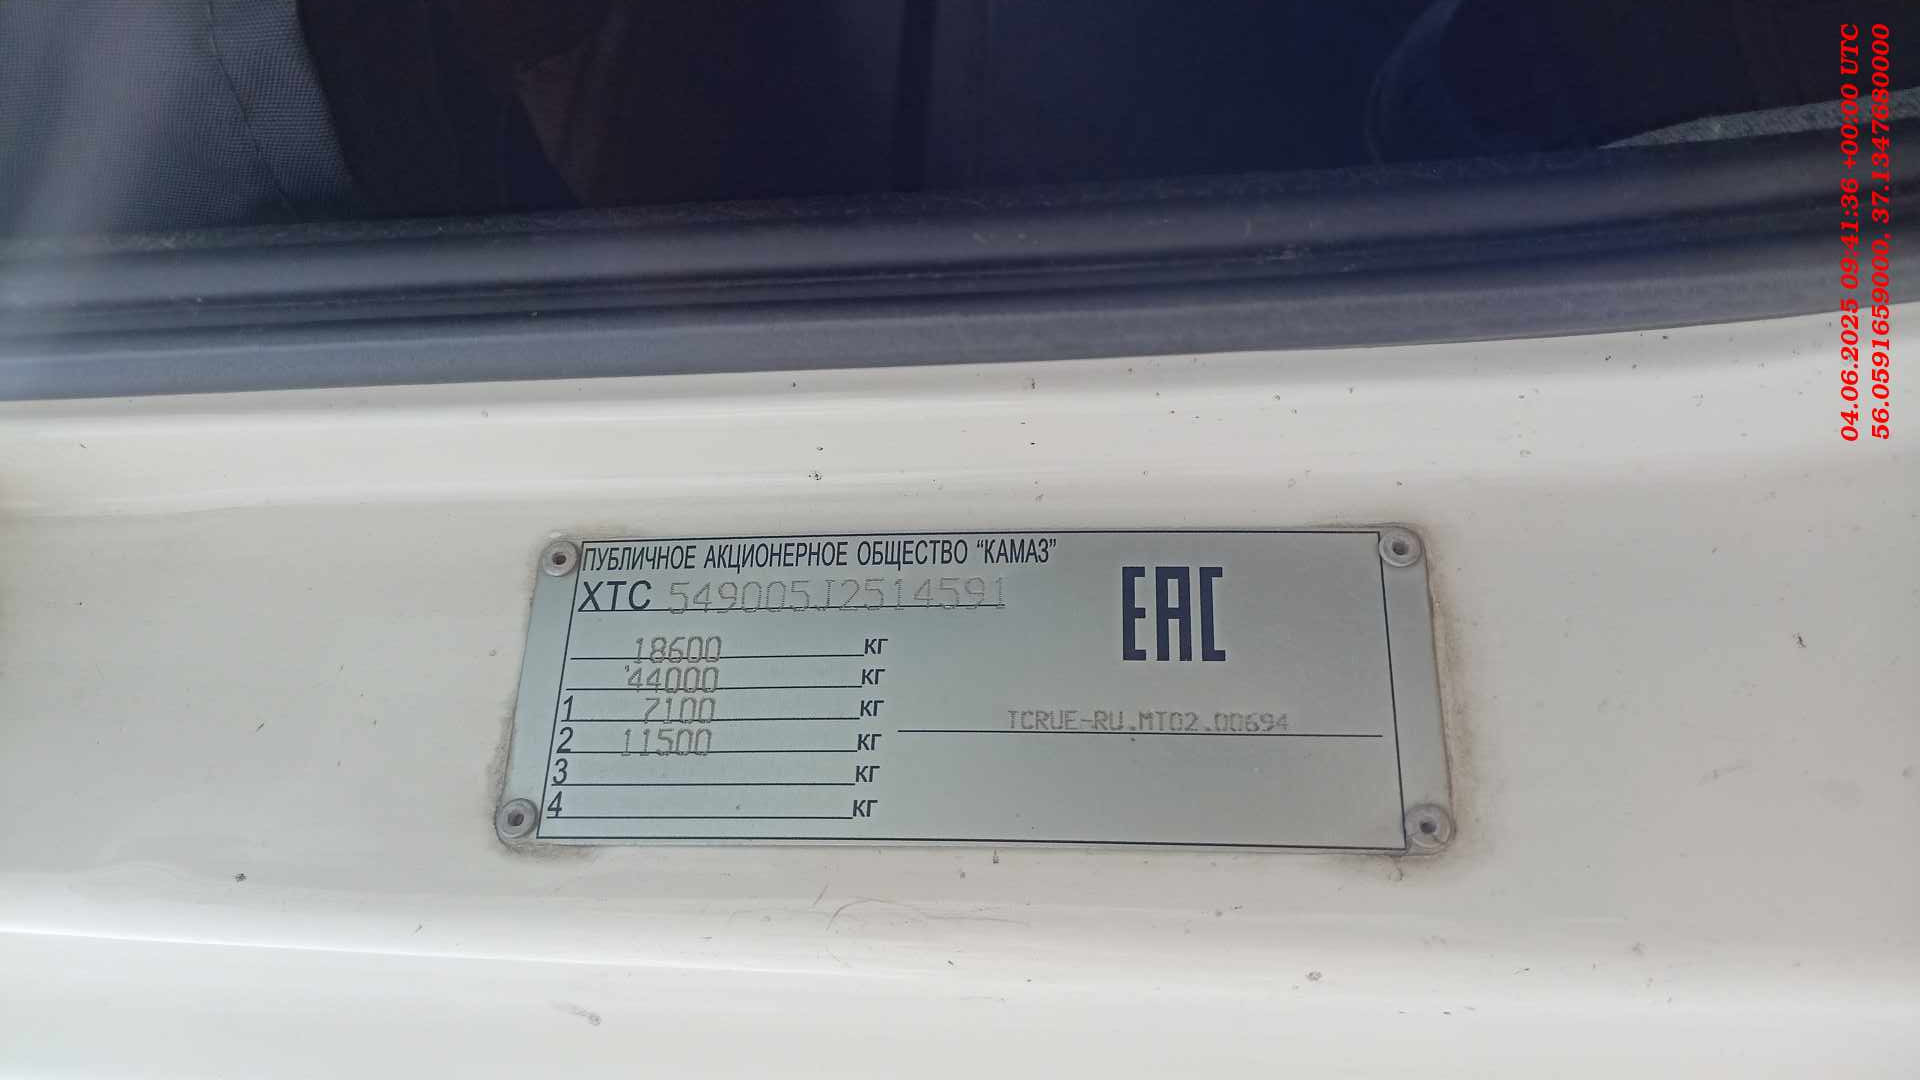 ПУБЛИЧНОЕ АКЦИОНЕРНОЕ ОБЩЕСТВО “КАМАЗ”
XTC 549005J2514591
EAC
18600 кг
44000 кг
1 7100 кг
2 11500 кг
3 кг
4 кг
TCRUE-RU.MT02.00694
04.06.2025 09:41:36 +00:00 UTC
56.0591659000, 37.1347680000